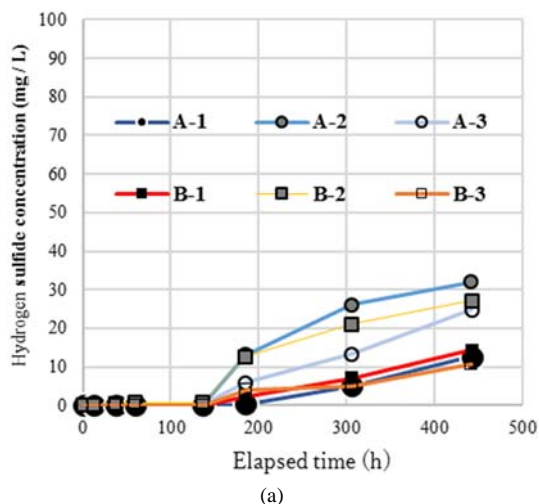 100
90
80
70
60
50
40
30
20
10
0
Hydrogen sulfide concentration (mg / L)
A-1 A-2 A-3
B-1 B-2 B-3
0 100 200 300 400 500
Elapsed time (h)
(a)